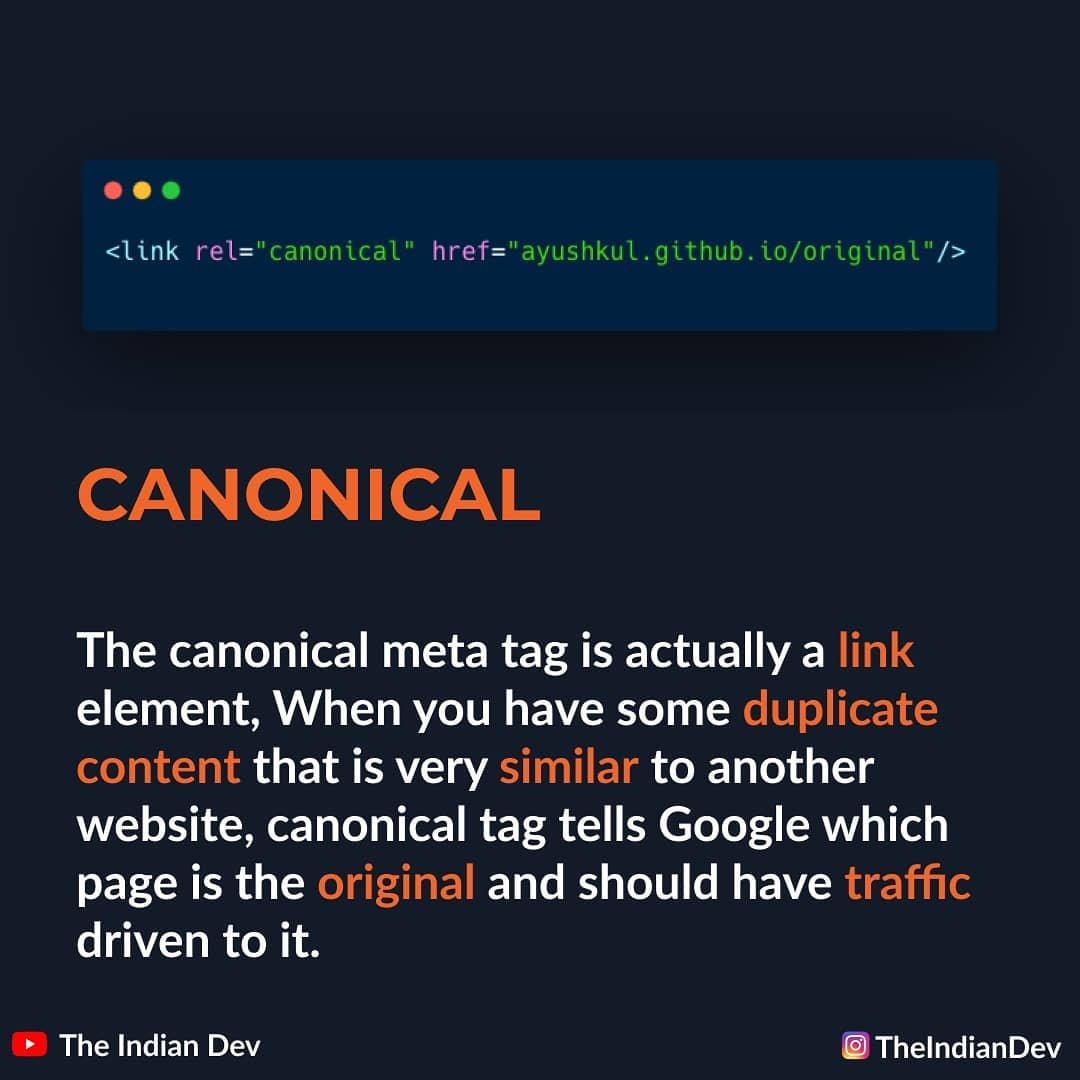 <link rel="canonical" href="ayushkul.github.io/original"/>
CANONICAL
The canonical meta tag is actually a link
element, When you have some duplicate
content that is very similar to another
website, canonical tag tells Google which
page is the original and should have traffic
driven to it.
The Indian Dev
TheIndianDev